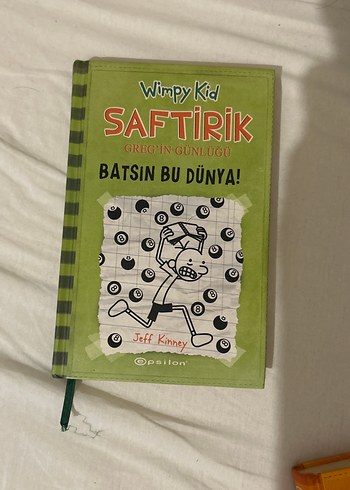 Wimpy Kid
SAFTİRİK
GREG'İN GÜNLÜĞÜ
BATSIN BU DÜNYA!
Jeff Kinney
epsilon